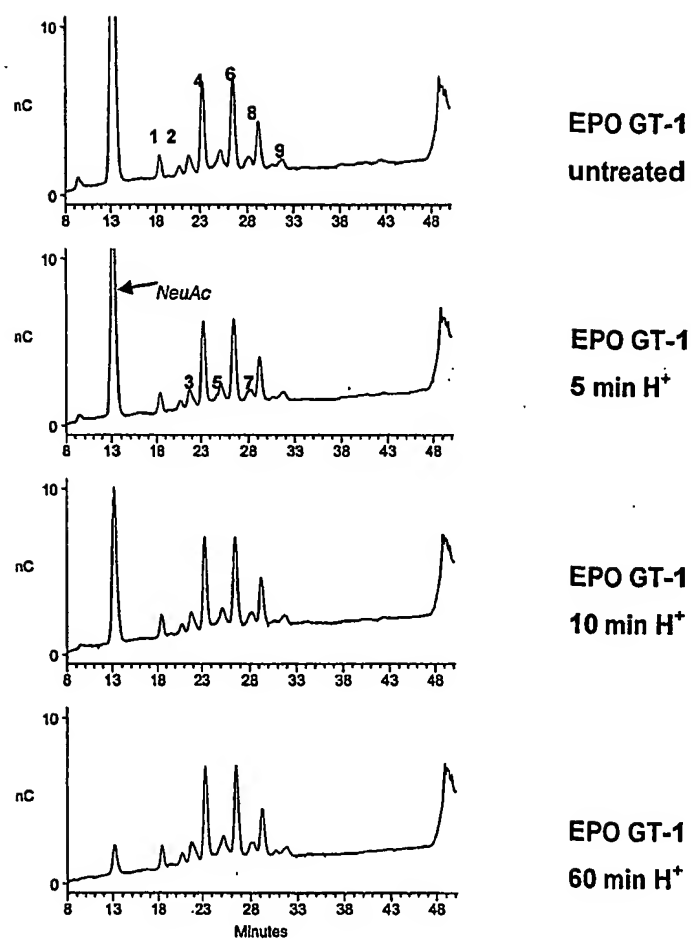 10
nC
0
1 2
4
6
8
9
8 13 18 23 28 33 38 43 48
EPO GT-1
untreated
10
nC
0
NeuAc
3
5
7
8 13 18 23 28 33 38 43 48
EPO GT-1
5 min H+
10
nC
0
8 13 18 23 28 33 38 43 48
EPO GT-1
10 min H+
10
nC
0
8 13 18 23 28 33 38 43 48
Minutes
EPO GT-1
60 min H+